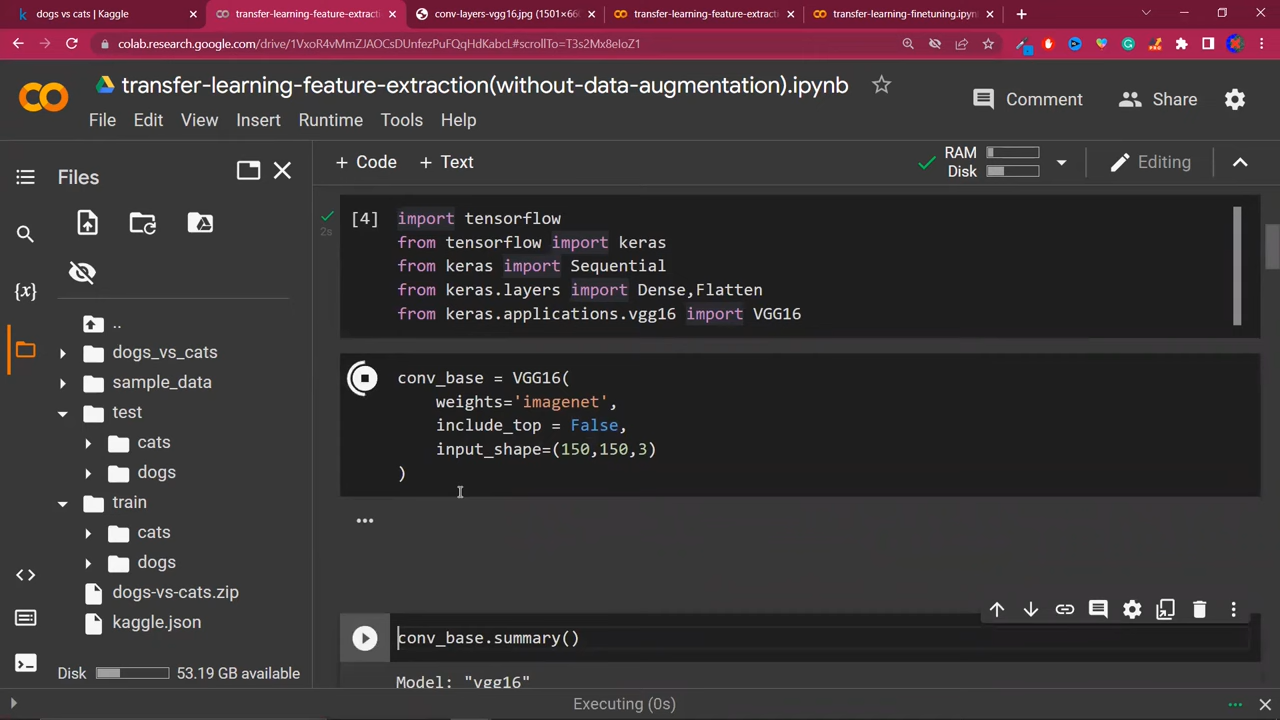 dogs vs cats | Kaggle
transfer-learning-feature-extracti
conv-layers-vgg16.jpg (1501×66
transfer-learning-feature-extracti
transfer-learning-finetuning.ipyn
colab.research.google.com/drive/1VxoR4vMmZJAOCsDUnfezPuFQqHdKabcL#scrollTo=T3s2Mx8eIoZ1
transfer-learning-feature-extraction(without-data-augmentation).ipynb
File Edit View Insert Runtime Tools Help
Comment
Share
Files
+ Code + Text
RAM
Disk
Editing
..
dogs_vs_cats
sample_data
test
cats
dogs
train
cats
dogs
dogs-vs-cats.zip
kaggle.json
Disk 53.19 GB available
{x}
[4]
2s
import tensorflow
from tensorflow import keras
from keras import Sequential
from keras.layers import Dense,Flatten
from keras.applications.vgg16 import VGG16
conv_base = VGG16(
weights='imagenet',
include_top = False,
input_shape=(150,150,3)
)
conv_base.summary()
Model: "vgg16"
Executing (0s)